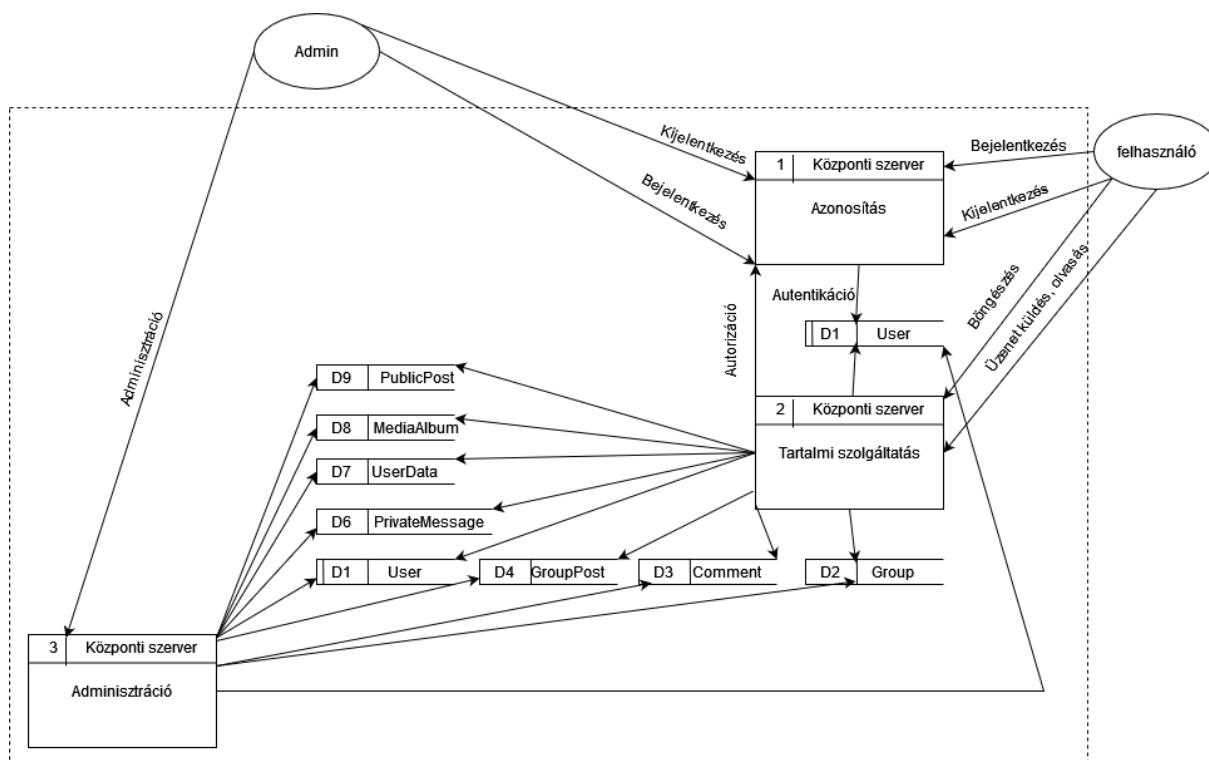 Admin
Kijelentkezés
Bejelentkezés
Adminisztráció
1 Központi szerver
Azonosítás
Bejelentkezés
felhasználó
Kijelentkezés
Böngészés
Üzenet küldés, olvasás
Autentikáció
Autorizáció
D1 User
D9 PublicPost
D8 MediaAlbum
D7 UserData
D6 PrivateMessage
2 Központi szerver
Tartalmi szolgáltatás
D1 User
D4 GroupPost
D3 Comment
D2 Group
3 Központi szerver
Adminisztráció